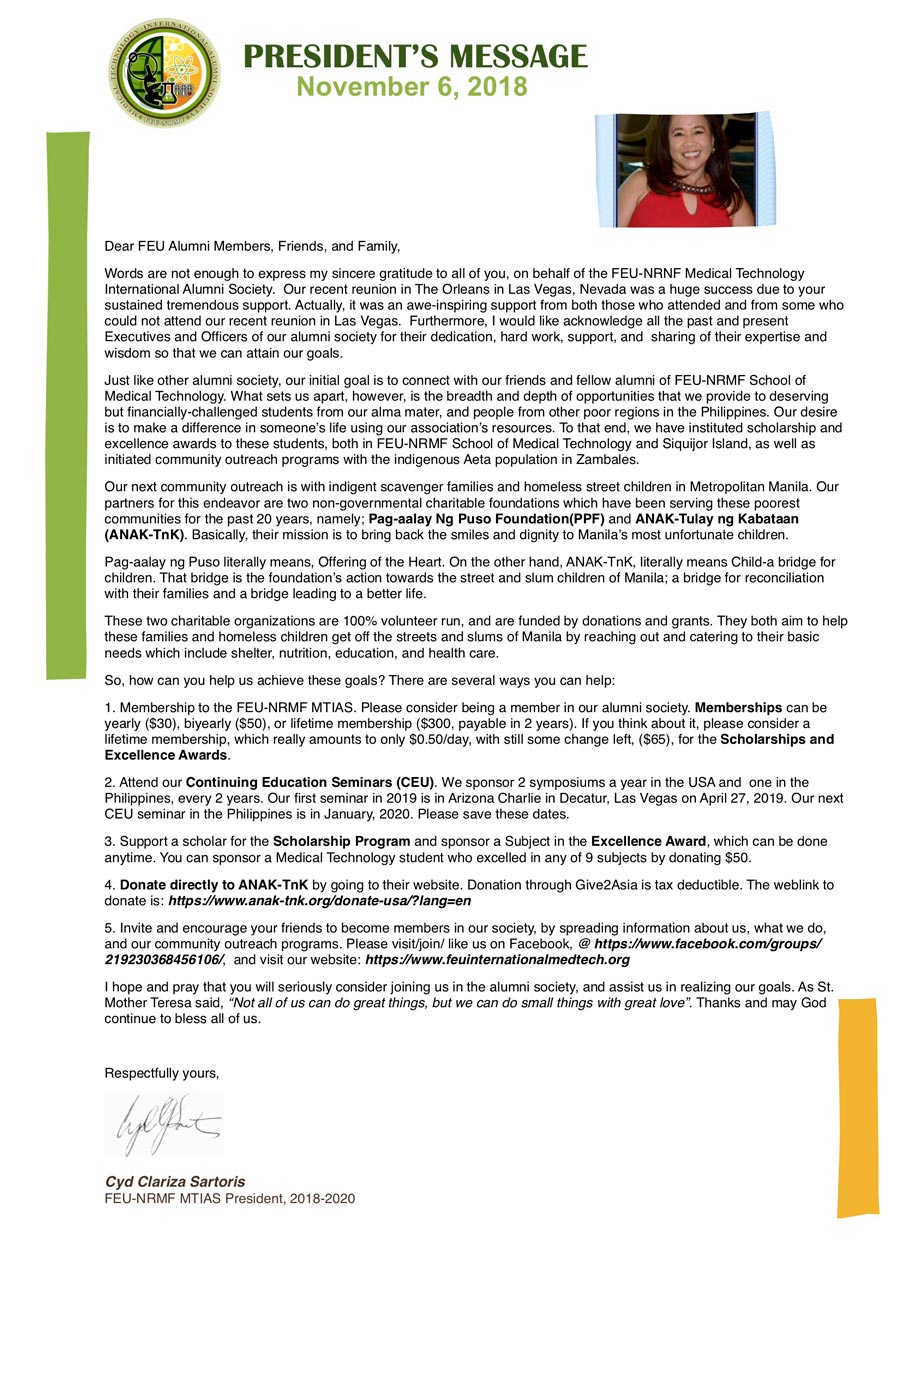 TECHNOLOGY INTERNATIONAL ALUMNI SOCIETY
PRESIDENT'S MESSAGE
November 6, 2018
Dear FEU Alumni Members, Friends, and Family,
Words are not enough to express my sincere gratitude to all of you, on behalf of the FEU-NRNF Medical Technology
International Alumni Society.  Our recent reunion in The Orleans in Las Vegas, Nevada was a huge success due to your
sustained tremendous support. Actually, it was an awe-inspiring support from both those who attended and from some who
could not attend our recent reunion in Las Vegas.  Furthermore, I would like acknowledge all the past and present
Executives and Officers of our alumni society for their dedication, hard work, support, and  sharing of their expertise and
wisdom so that we can attain our goals.
Just like other alumni society, our initial goal is to connect with our friends and fellow alumni of FEU-NRMF School of
Medical Technology. What sets us apart, however, is the breadth and depth of opportunities that we provide to deserving
but financially-challenged students from our alma mater, and people from other poor regions in the Philippines. Our desire
is to make a difference in someone's life using our association's resources. To that end, we have instituted scholarship and
excellence awards to these students, both in FEU-NRMF School of Medical Technology and Siquijor Island, as well as
initiated community outreach programs with the indigenous Aeta population in Zambales.
Our next community outreach is with indigent scavenger families and homeless street children in Metropolitan Manila. Our
partners for this endeavor are two non-governmental charitable foundations which have been serving these poorest
communities for the past 20 years, namely; Pag-aalay Ng Puso Foundation(PPF) and ANAK-Tulay ng Kabataan
(ANAK-TnK). Basically, their mission is to bring back the smiles and dignity to Manila's most unfortunate children.
Pag-aalay ng Puso literally means, Offering of the Heart. On the other hand, ANAK-TnK, literally means Child-a bridge for
children. That bridge is the foundation's action towards the street and slum children of Manila; a bridge for reconciliation
with their families and a bridge leading to a better life.
These two charitable organizations are 100% volunteer run, and are funded by donations and grants. They both aim to help
these families and homeless children get off the streets and slums of Manila by reaching out and catering to their basic
needs which include shelter, nutrition, education, and health care.
So, how can you help us achieve these goals? There are several ways you can help:
1. Membership to the FEU-NRMF MTIAS. Please consider being a member in our alumni society. Memberships can be
yearly ($30), biyearly ($50), or lifetime membership ($300, payable in 2 years). If you think about it, please consider a
lifetime membership, which really amounts to only $0.50/day, with still some change left, ($65), for the Scholarships and
Excellence Awards.
2. Attend our Continuing Education Seminars (CEU). We sponsor 2 symposiums a year in the USA and  one in the
Philippines, every 2 years. Our first seminar in 2019 is in Arizona Charlie in Decatur, Las Vegas on April 27, 2019. Our next
CEU seminar in the Philippines is in January, 2020. Please save these dates.
3. Support a scholar for the Scholarship Program and sponsor a Subject in the Excellence Award, which can be done
anytime. You can sponsor a Medical Technology student who excelled in any of 9 subjects by donating $50.
4. Donate directly to ANAK-TnK by going to their website. Donation through Give2Asia is tax deductible. The weblink to
donate is: https://www.anak-tnk.org/donate-usa/?lang=en
5. Invite and encourage your friends to become members in our society, by spreading information about us, what we do,
and our community outreach programs. Please visit/join/ like us on Facebook, @ https://www.facebook.com/groups/
219230368456106/,  and visit our website: https://www.feuinternationalmedtech.org
I hope and pray that you will seriously consider joining us in the alumni society, and assist us in realizing our goals. As St.
Mother Teresa said, "Not all of us can do great things, but we can do small things with great love". Thanks and may God
continue to bless all of us.
Respectfully yours,
Cyd Clariza Sartoris
FEU-NRMF MTIAS President, 2018-2020